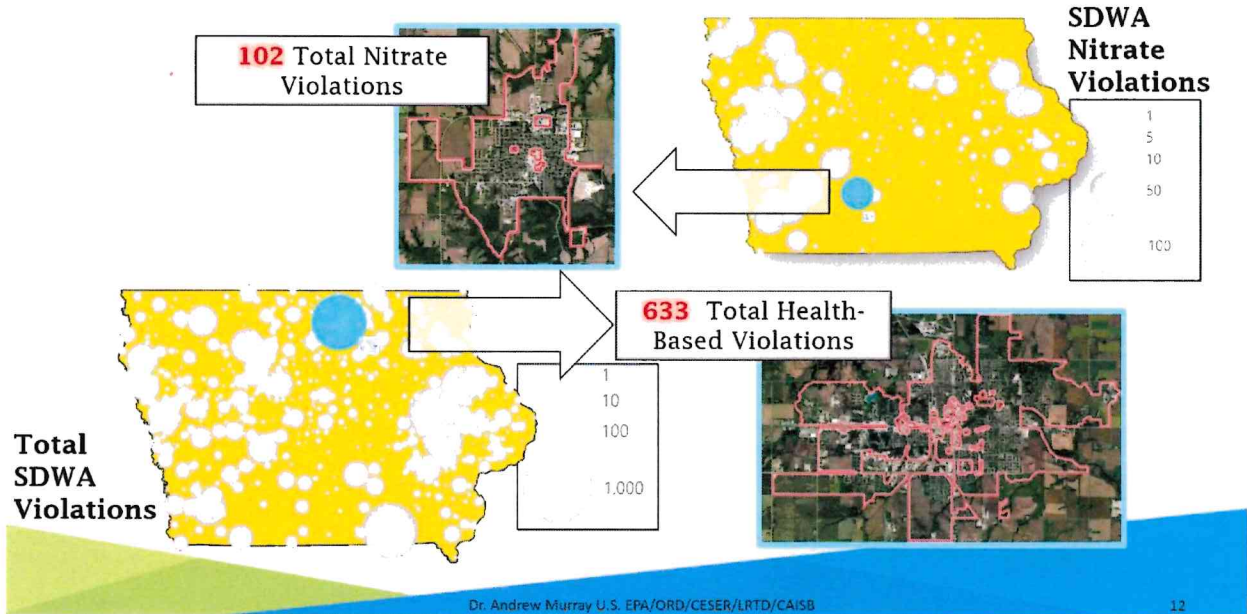 102 Total Nitrate
Violations
SDWA
Nitrate
Violations
1
5
10
50
100
633 Total Health-
Based Violations
1
10
100
1,000
Total
SDWA
Violations
Dr. Andrew Murray U.S. EPA/ORD/CESER/LRTD/CAISB
12